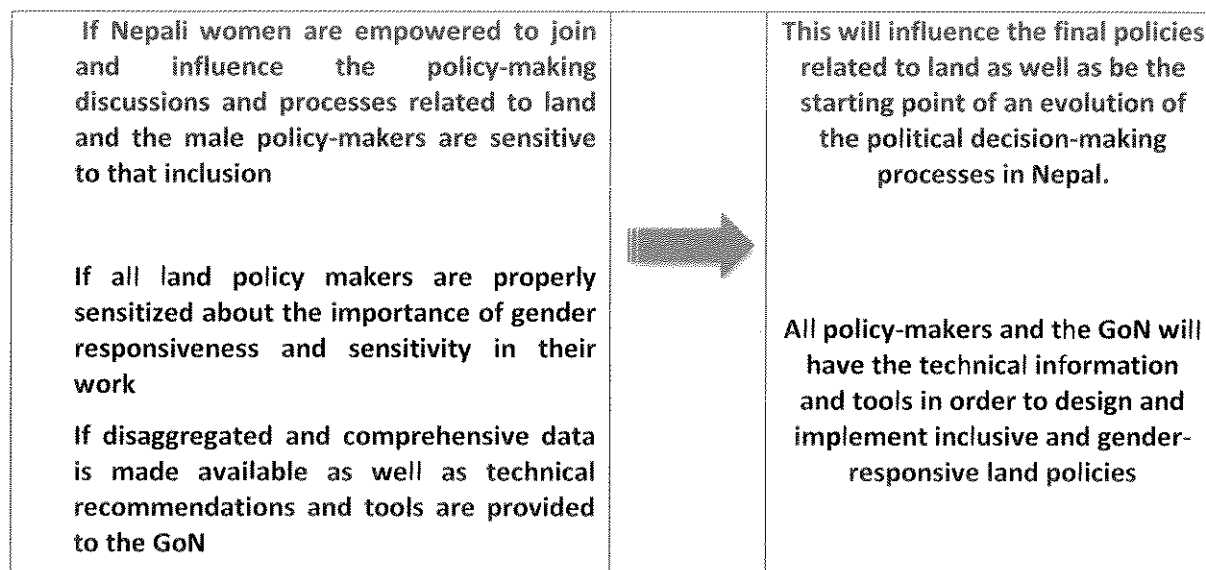 If Nepali women are empowered to join
and influence the policy-making
discussions and processes related to land
and the male policy-makers are sensitive
to that inclusion
If all land policy makers are properly
sensitized about the importance of gender
responsiveness and sensitivity in their
work
If disaggregated and comprehensive data
is made available as well as technical
recommendations and tools are provided
to the GoN
This will influence the final policies
related to land as well as be the
starting point of an evolution of
the political decision-making
processes in Nepal.
All policy-makers and the GoN will
have the technical information
and tools in order to design and
implement inclusive and gender-
responsive land policies